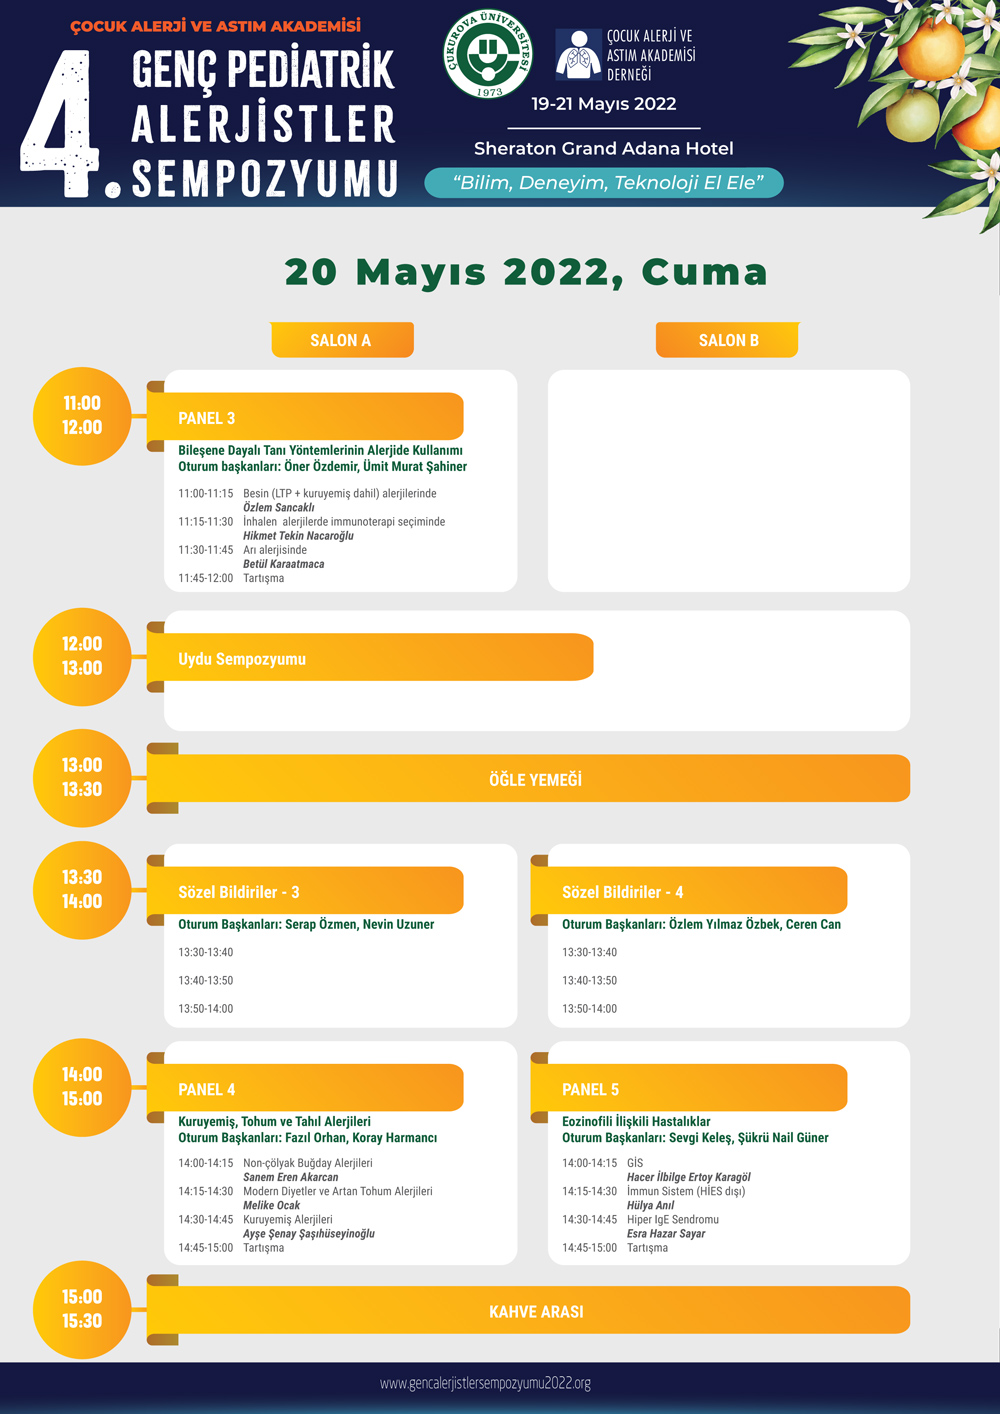 ÇOCUK ALERJİ VE ASTIM AKADEMİSİ
4. GENÇ PEDİATRİK
ALERJİSTLER
SEMPOZYUMU
ÇUKUROVA ÜNİVERSİTESİ
1973
ÇOCUK ALERJİ VE
ASTIM AKADEMİSİ
DERNEĞİ
19-21 Mayıs 2022
Sheraton Grand Adana Hotel
“Bilim, Deneyim, Teknoloji El Ele”
20 Mayıs 2022, Cuma
SALON A
SALON B
11:00
12:00
PANEL 3
Bileşene Dayalı Tanı Yöntemlerinin Alerjide Kullanımı
Oturum başkanları: Öner Özdemir, Ümit Murat Şahiner
11:00-11:15 Besin (LTP + kuruyemiş dahil) alerjilerinde
Özlem Sancaklı
11:15-11:30 İnhalen alerjilerde immunoterapi seçiminde
Hikmet Tekin Nacaroğlu
11:30-11:45 Arı alerjisinde
Betül Karaatmaca
11:45-12:00 Tartışma
12:00
13:00
Uydu Sempozyumu
13:00
13:30
ÖĞLE YEMEĞİ
13:30
14:00
Sözel Bildiriler - 3
Oturum Başkanları: Serap Özmen, Nevin Uzuner
13:30-13:40
13:40-13:50
13:50-14:00
Sözel Bildiriler - 4
Oturum Başkanları: Özlem Yılmaz Özbek, Ceren Can
13:30-13:40
13:40-13:50
13:50-14:00
14:00
15:00
PANEL 4
Kuruyemiş, Tohum ve Tahıl Alerjileri
Oturum Başkanları: Fazıl Orhan, Koray Harmancı
14:00-14:15 Non-çölyak Buğday Alerjileri
Sanem Eren Akarcan
14:15-14:30 Modern Diyetler ve Artan Tohum Alerjileri
Melike Ocak
14:30-14:45 Kuruyemiş Alerjileri
Ayşe Şenay Şaşıhüseyinoğlu
14:45-15:00 Tartışma
PANEL 5
Eozinofili İlişkili Hastalıklar
Oturum Başkanları: Sevgi Keleş, Şükrü Nail Güner
14:00-14:15 GİS
Hacer İlbilge Ertoy Karagöl
14:15-14:30 İmmun Sistem (HİES dışı)
Hülya Anıl
14:30-14:45 Hiper IgE Sendromu
Esra Hazar Sayar
14:45-15:00 Tartışma
15:00
15:30
KAHVE ARASI
www.gencalerjistlersempozyumu2022.org